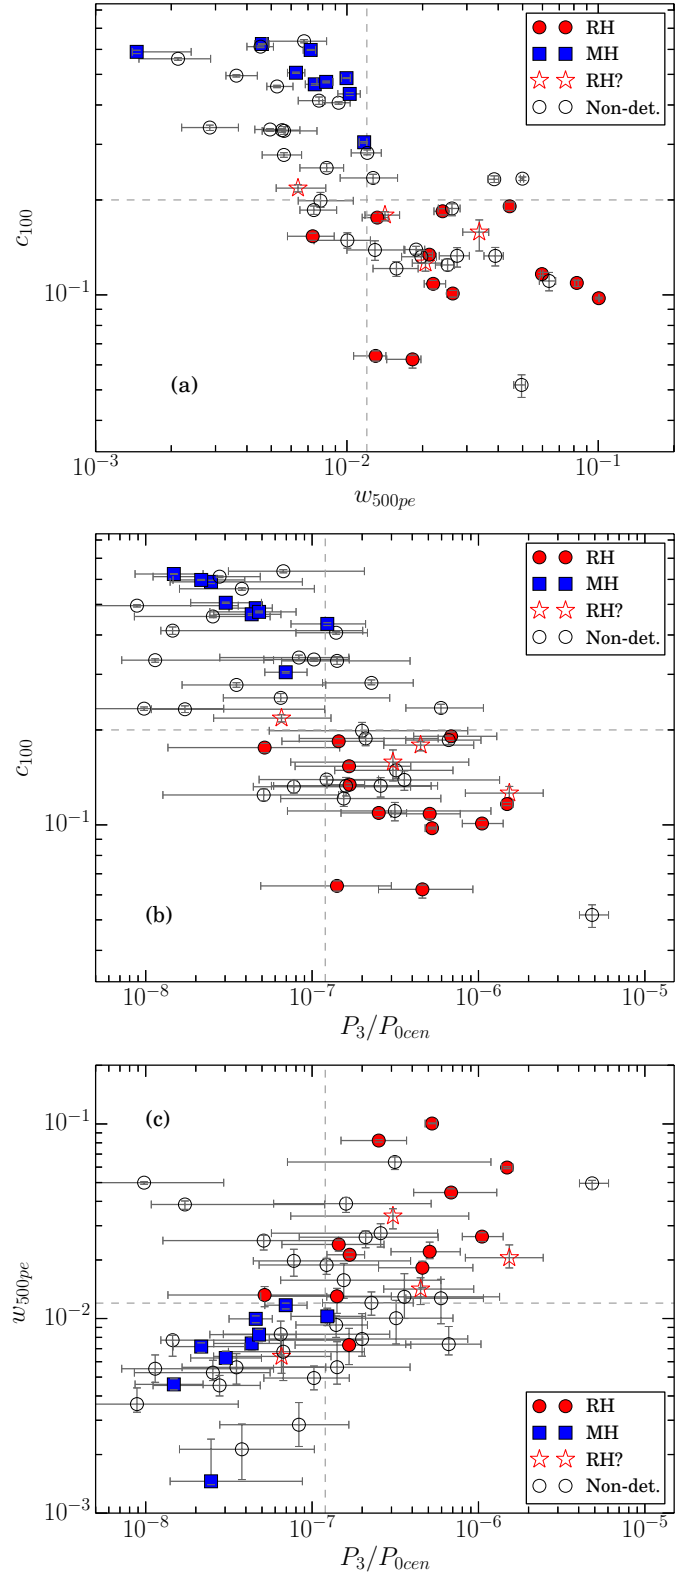 RH
MH
RH?
Non-det.
c₁₀₀
10⁻¹
(a)
10⁻³ 10⁻² 10⁻¹
w₅₀₀ₚₑ
RH
MH
RH?
Non-det.
c₁₀₀
10⁻¹
(b)
10⁻⁸ 10⁻⁷ 10⁻⁶ 10⁻⁵
P₃/P₀cen
(c)
10⁻¹
w₅₀₀ₚₑ
10⁻²
RH
MH
RH?
Non-det.
10⁻³
10⁻⁸ 10⁻⁷ 10⁻⁶ 10⁻⁵
P₃/P₀cen